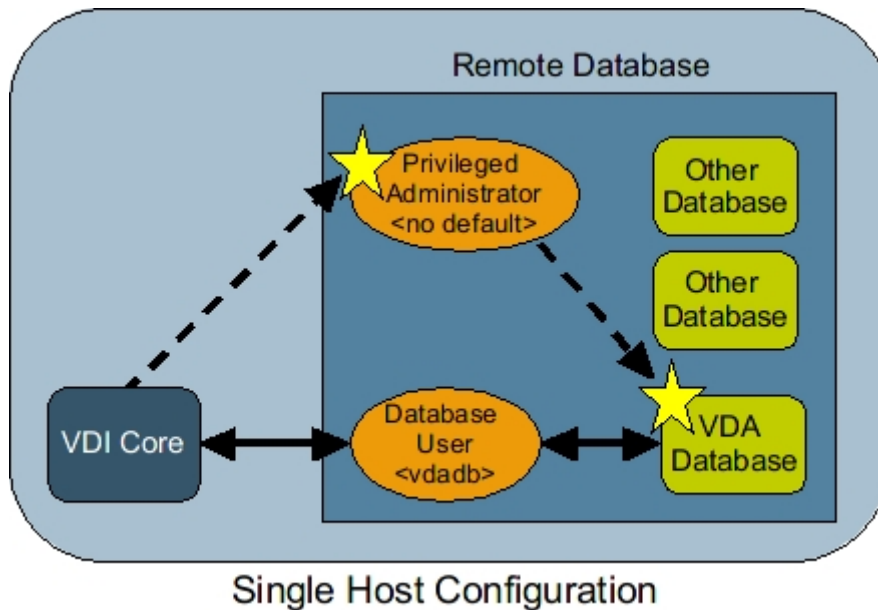 Remote Database
Privileged
Administrator
<no default>
Other
Database
Other
Database
VDI Core
Database
User
<vdadb>
VDA
Database
Single Host Configuration